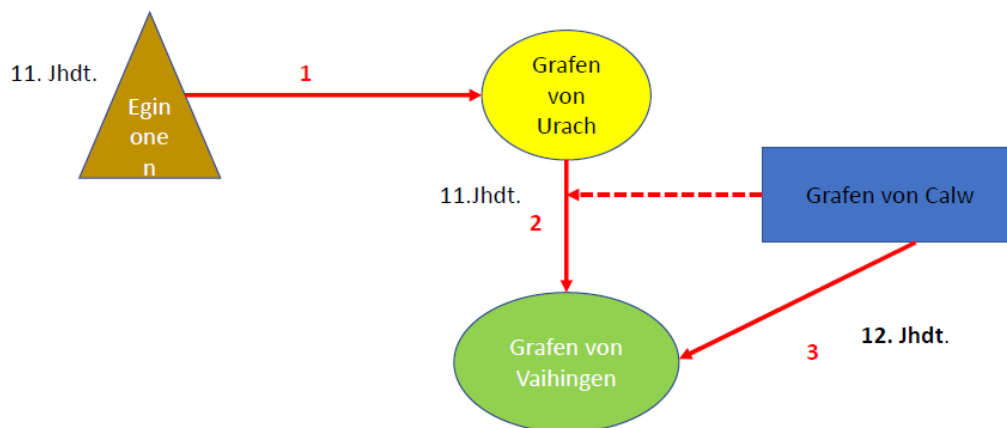 11. Jhdt.
Egin
one
n
1
Grafen
von
Urach
11.Jhdt.
2
Grafen von Calw
Grafen von
Vaihingen
3
12. Jhdt.